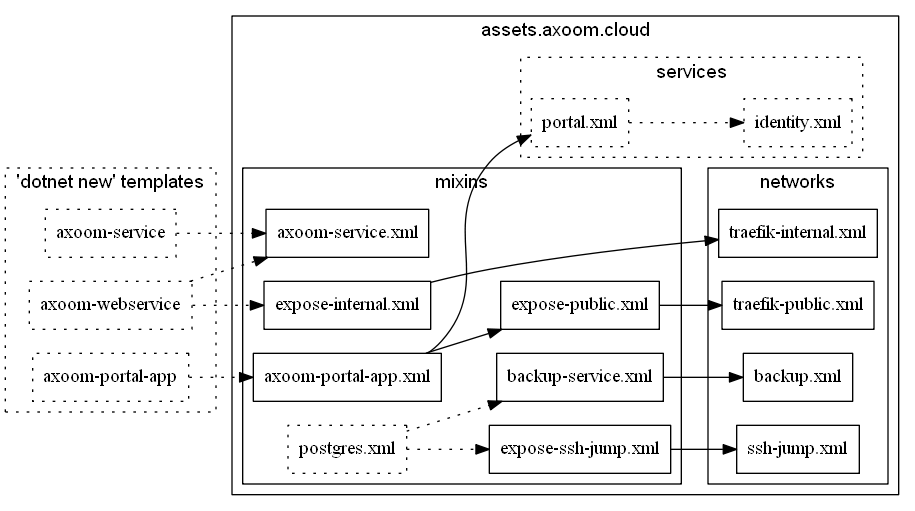 assets.axoom.cloud
services
portal.xml
identity.xml
'dotnet new' templates
axoom-service
axoom-webservice
axoom-portal-app
mixins
axoom-service.xml
expose-internal.xml
expose-public.xml
axoom-portal-app.xml
backup-service.xml
postgres.xml
expose-ssh-jump.xml
networks
traefik-internal.xml
traefik-public.xml
backup.xml
ssh-jump.xml